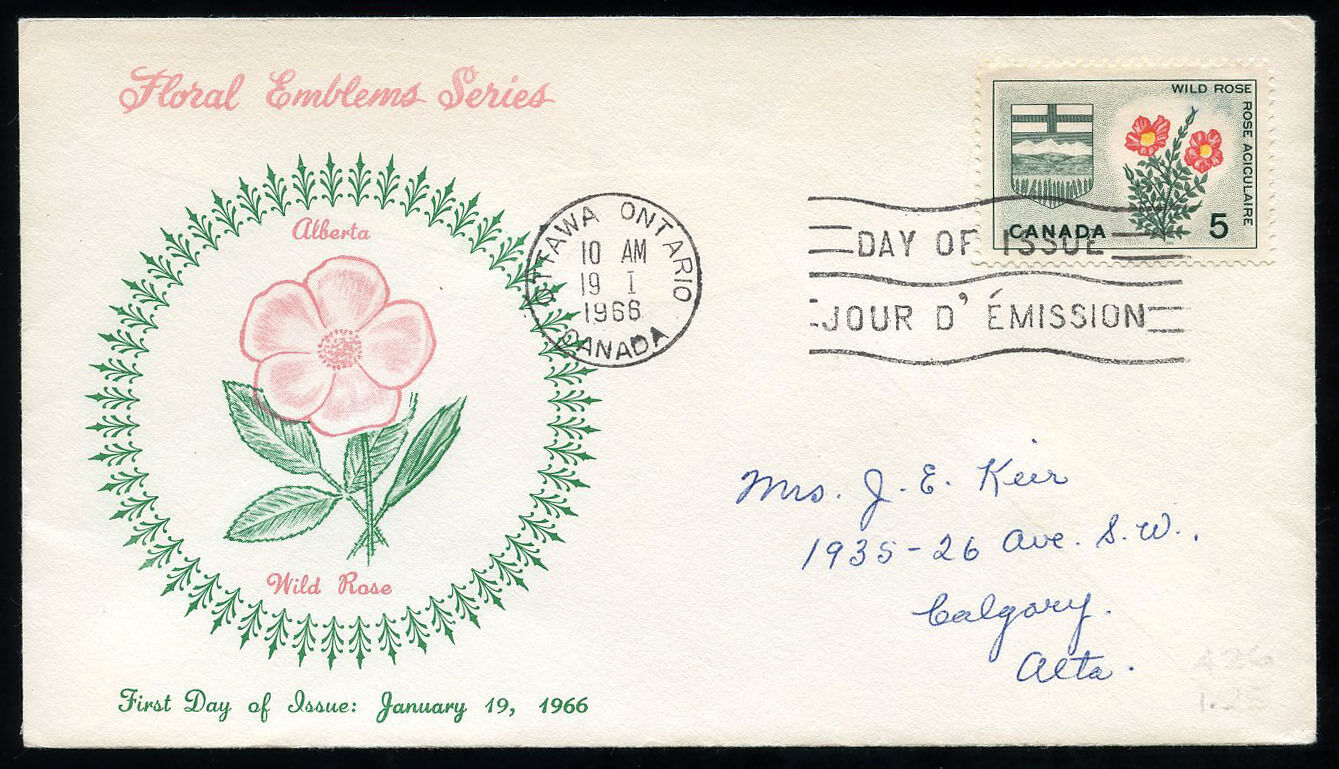 Floral Emblems Series
WILD ROSE
ROSE ACICULAIRE
CANADA 5
Alberta
OTTAWA ONTARIO
10 AM
19 I
1966
CANADA
DAY OF ISSUE
JOUR D'ÉMISSION
Mrs. J. E. Keir
1935-26 Ave. S.W.,
Calgary.
Alta.
Wild Rose
First Day of Issue: January 19, 1966